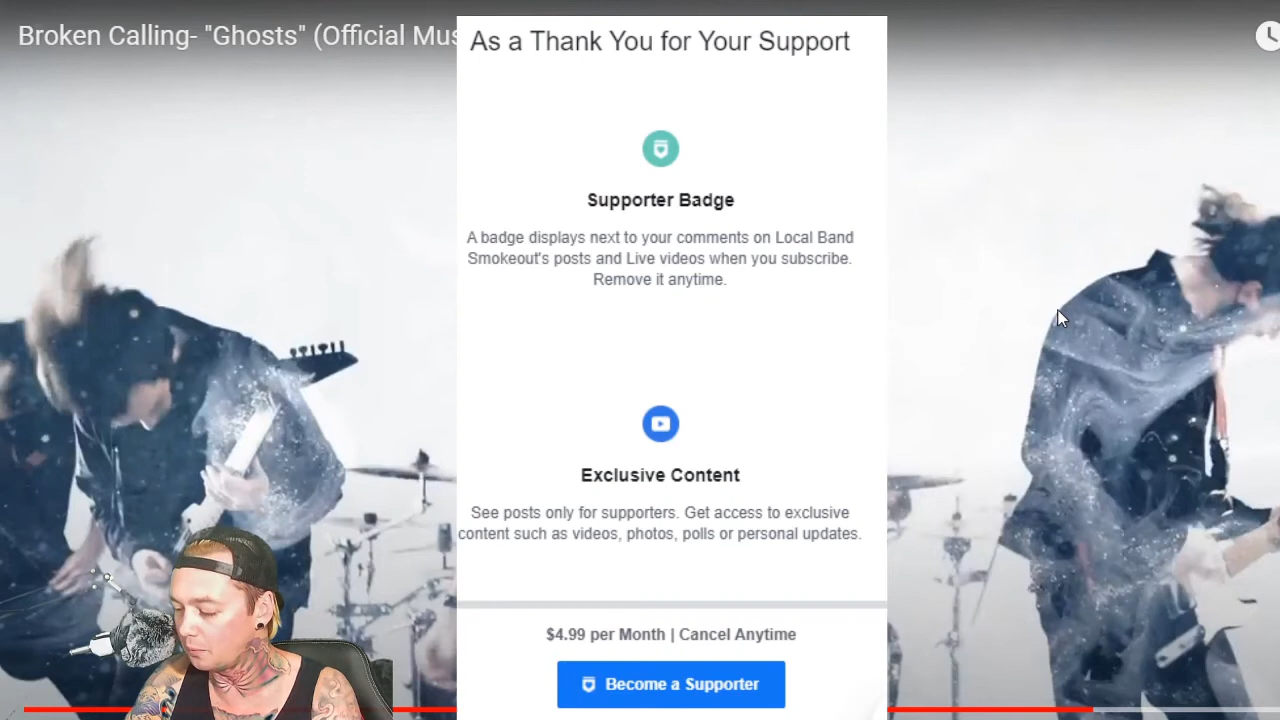 Broken Calling- "Ghosts" (Official Mus
As a Thank You for Your Support
Supporter Badge
A badge displays next to your comments on Local Band
Smokeout's posts and Live videos when you subscribe.
Remove it anytime.
Exclusive Content
See posts only for supporters. Get access to exclusive
content such as videos, photos, polls or personal updates.
$4.99 per Month | Cancel Anytime
Become a Supporter